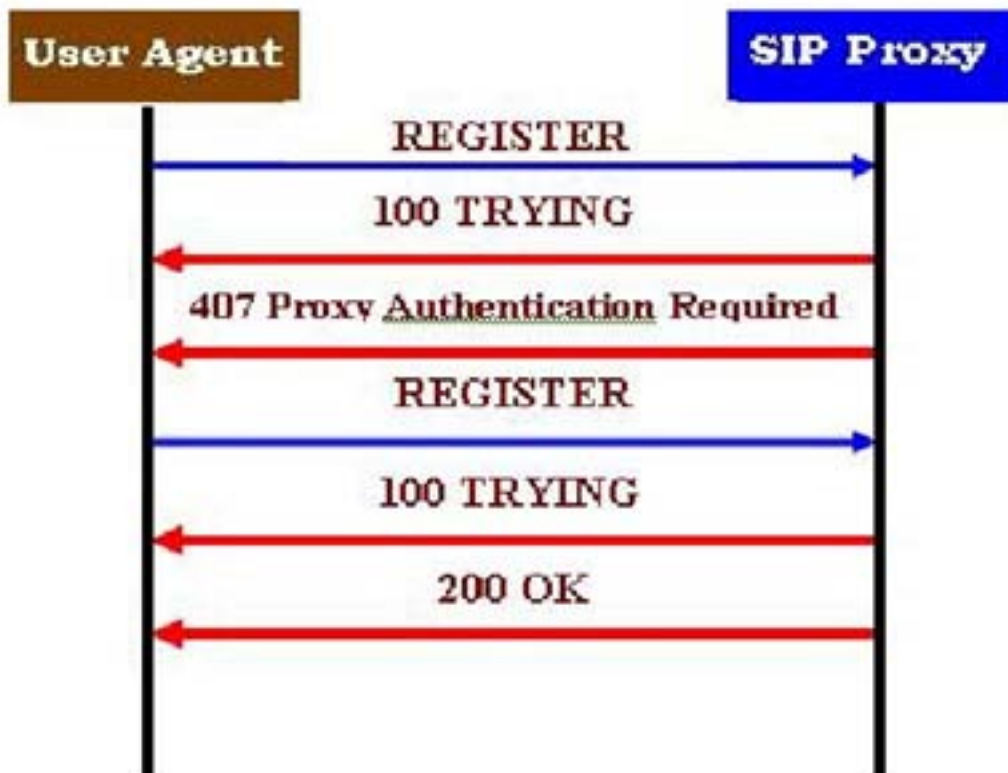 User Agent
SIP Proxy
REGISTER
100 TRYING
407 Proxy Authentication Required
REGISTER
100 TRYING
200 OK